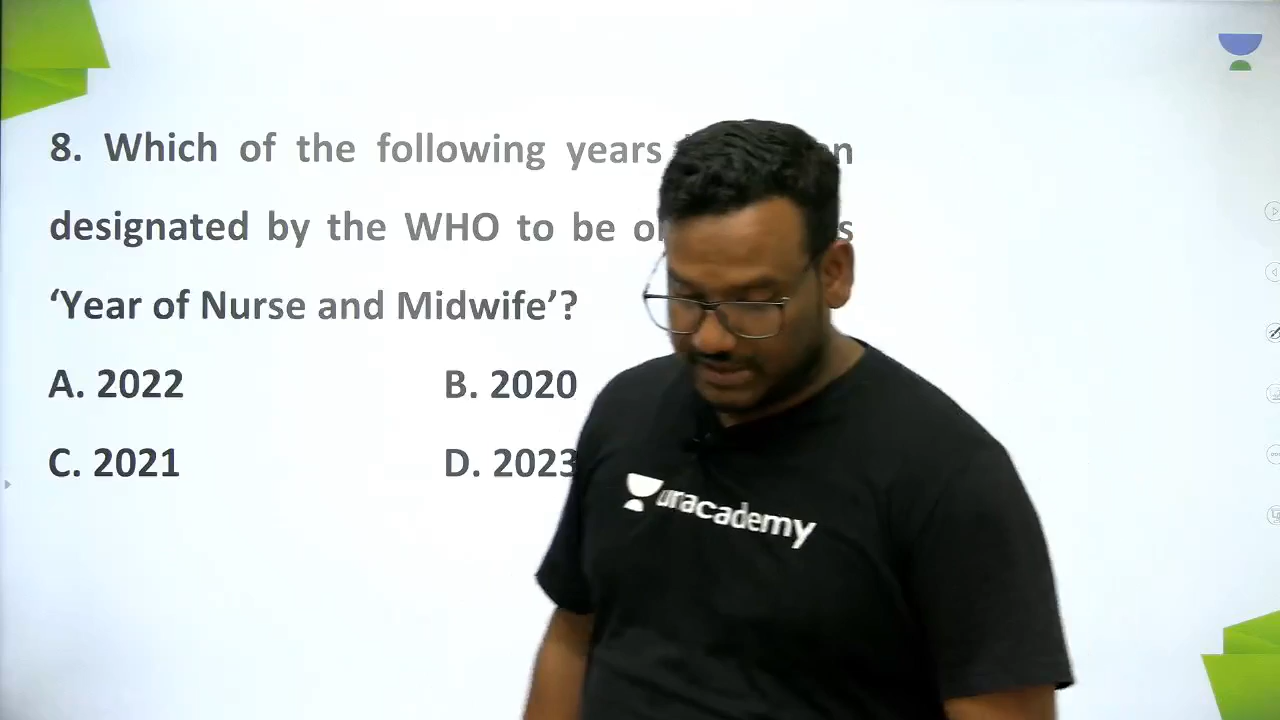 8. Which of the following years
designated by the WHO to be
‘Year of Nurse and Midwife’?
A. 2022 B. 2020
C. 2021 D. 2023
unacademy